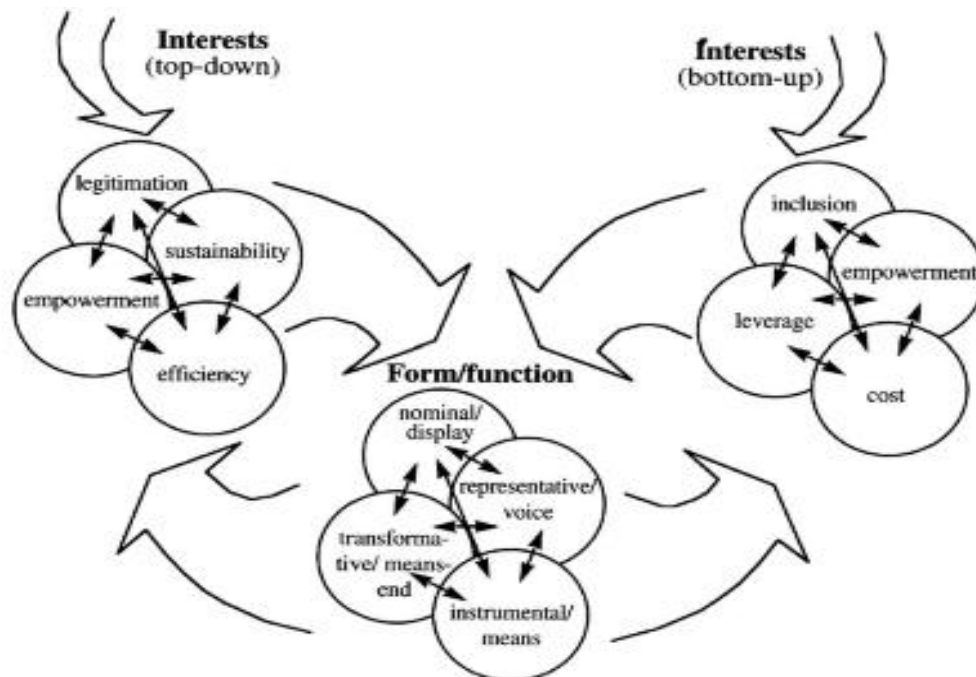 Interests
(top-down)
legitimation
sustainability
empowerment
efficiency
Interests
(bottom-up)
inclusion
empowerment
leverage
cost
Form/function
nominal/
display
representative/
voice
transforma-
tive/ means-
end
instrumental/
means